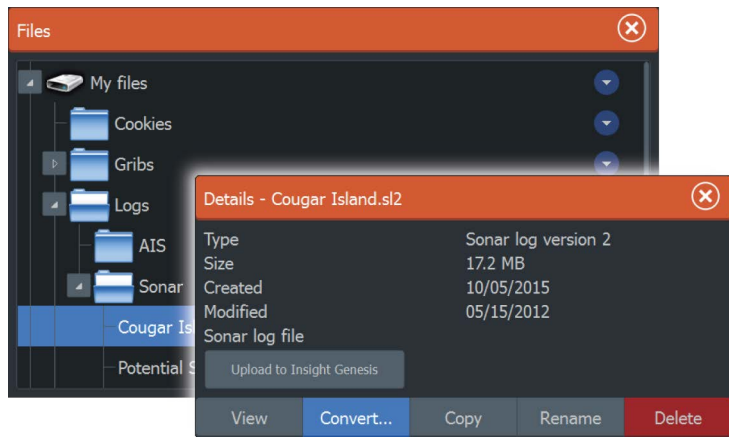 Files
My files
Cookies
Gribs
Logs
AIS
Sonar
Cougar
Potential
Details - Cougar Island.sl2
Type Sonar log version 2
Size 17.2 MB
Created 10/05/2015
Modified 05/15/2012
Sonar log file
Upload to Insight Genesis
View Convert... Copy Rename Delete